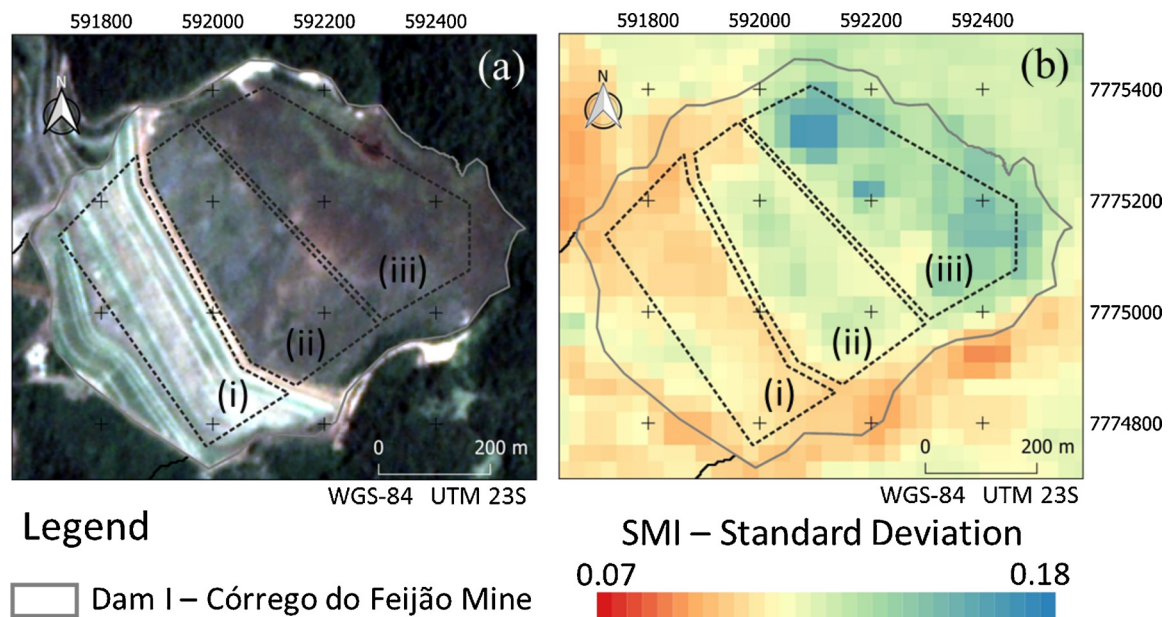 591800 592000 592200 592400 591800 592000 592200 592400
(a) (b)
N N
7775400
7775200
(iii) (iii)
7775000
(ii) (ii)
(i) (i)
7774800
0 200 m 0 200 m
WGS-84 UTM 23S WGS-84 UTM 23S
Legend
SMI – Standard Deviation
0.07 0.18
Dam I – Córrego do Feijão Mine